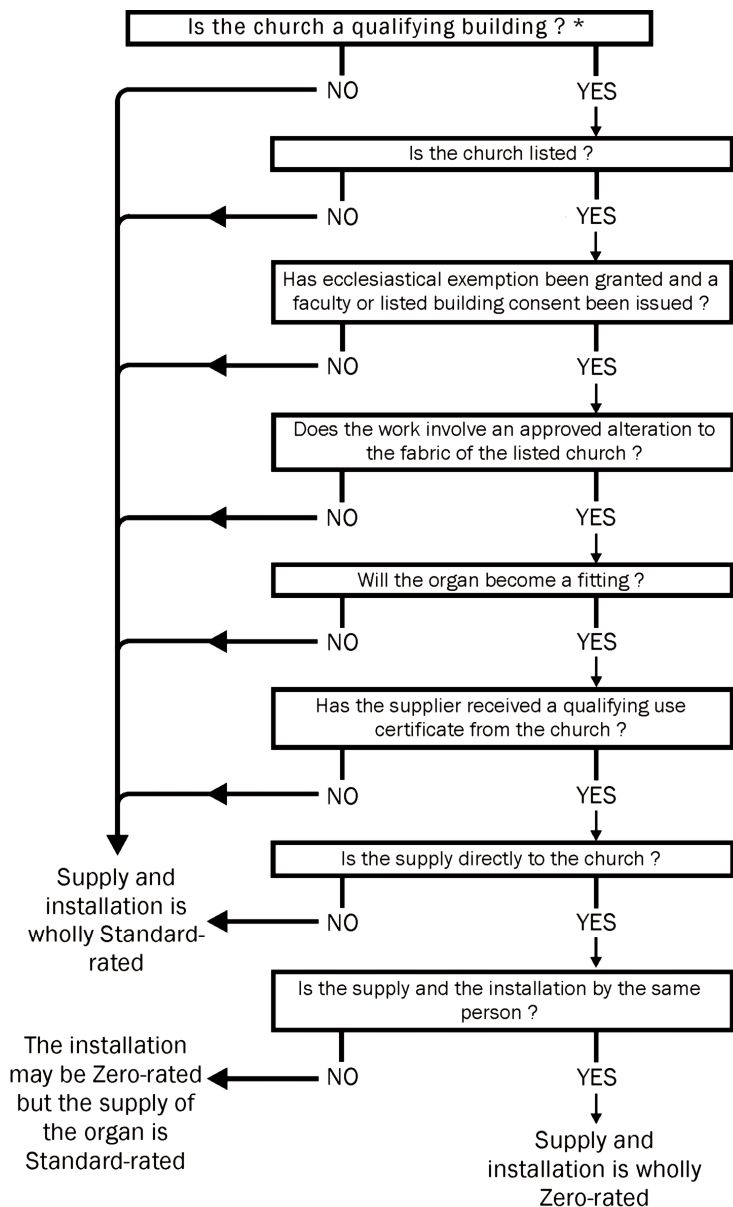 Is the church a qualifying building ? *
NO
YES
Is the church listed ?
NO
YES
Has ecclesiastical exemption been granted and a
faculty or listed building consent been issued ?
NO
YES
Does the work involve an approved alteration to
the fabric of the listed church ?
NO
YES
Will the organ become a fitting ?
NO
YES
Has the supplier received a qualifying use
certificate from the church ?
NO
YES
Is the supply directly to the church ?
NO
YES
Supply and
installation is
wholly Standard-
rated
Is the supply and the installation by the same
person ?
NO
YES
The installation
may be Zero-rated
but the supply of
the organ is
Standard-rated
Supply and
installation is wholly
Zero-rated